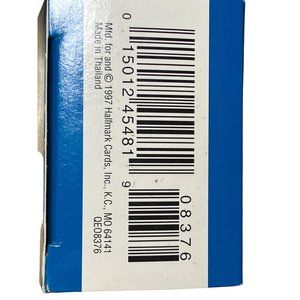 0 15012 45481 9
08376
Mfd. for and © 1997 Hallmark Cards, Inc., K.C., MO 64141
Made in Thailand
QEO8376